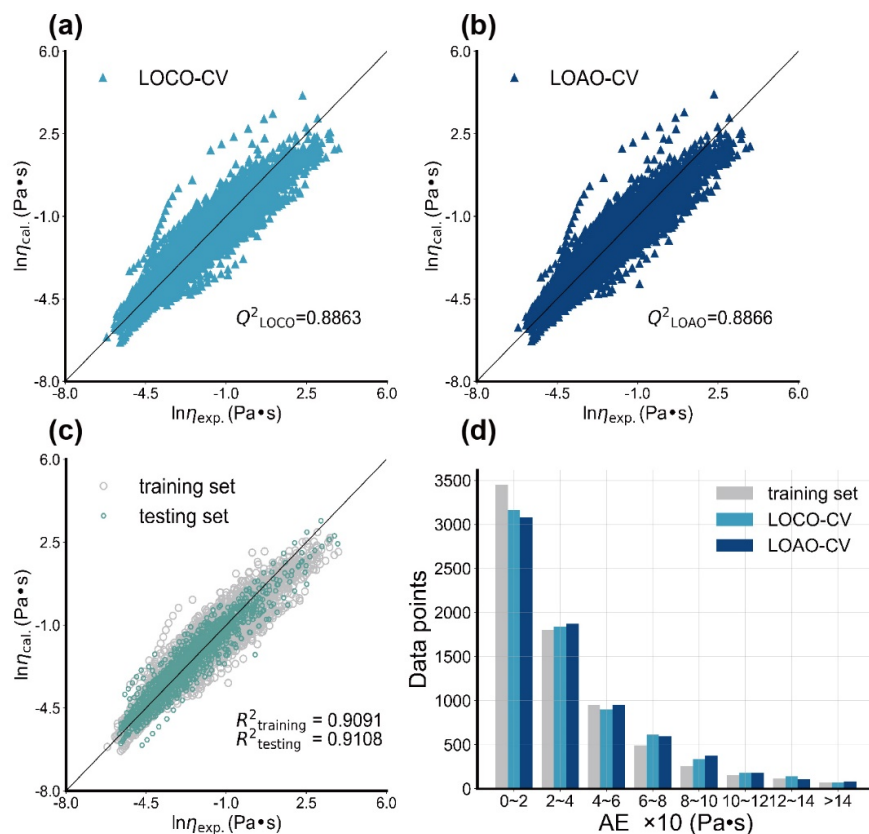 (a)
6.0
LOCO-CV
2.5
-1.0
-4.5
-8.0
lnηcal. (Pa•s)
Q²LOCO=0.8863
-8.0 -4.5 -1.0 2.5 6.0
lnηexp. (Pa•s)
(b)
6.0
LOAO-CV
2.5
-1.0
-4.5
-8.0
lnηcal. (Pa•s)
Q²LOAO=0.8866
-8.0 -4.5 -1.0 2.5 6.0
lnηexp. (Pa•s)
(c)
6.0
training set
testing set
2.5
-1.0
-4.5
-8.0
lnηcal. (Pa•s)
R²training = 0.9091
R²testing = 0.9108
-8.0 -4.5 -1.0 2.5 6.0
lnηexp. (Pa•s)
(d)
3500
3000
2500
2000
1500
1000
500
0
Data points
training set
LOCO-CV
LOAO-CV
0~2 2~4 4~6 6~8 8~10 10~12 12~14 >14
AE ×10 (Pa•s)